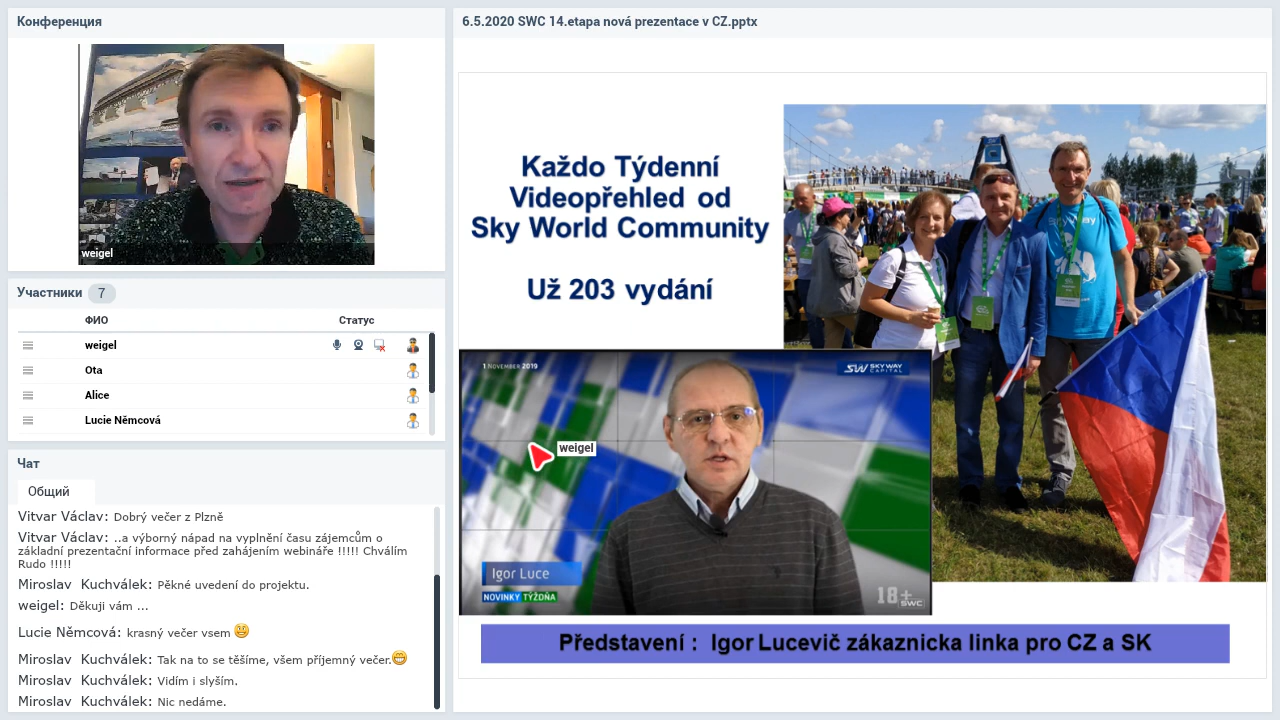 Конференция
weigel
Участники 7
ФИО Статус
weigel
Ota
Alice
Lucie Němcová
Чат
Общий
Vitvar Václav: Dobrý večer z Plzně
Vitvar Václav: ..a výborný nápad na vyplnění času zájemcům o
základní prezentační informace před zahájením webináře !!!!! Chválím
Rudo !!!!!
Miroslav Kuchválek: Pěkné uvedení do projektu.
weigel: Děkuji vám ...
Lucie Němcová: krasný večer vsem
Miroslav Kuchválek: Tak na to se těšíme, všem příjemný večer.
Miroslav Kuchválek: Vidím i slyším.
Miroslav Kuchválek: Nic nedáme.
6.5.2020 SWC 14.etapa nová prezentace v CZ.pptx
Každo Týdenní
Videopřehled od
Sky World Community
Už 203 vydání
1 November 2019
SW SKY WAY
CAPITAL
weigel
Igor Luce
NOVINKY TÝŽDŇA
18+
SWC
Představení : Igor Lucevič zákaznicka linka pro CZ a SK